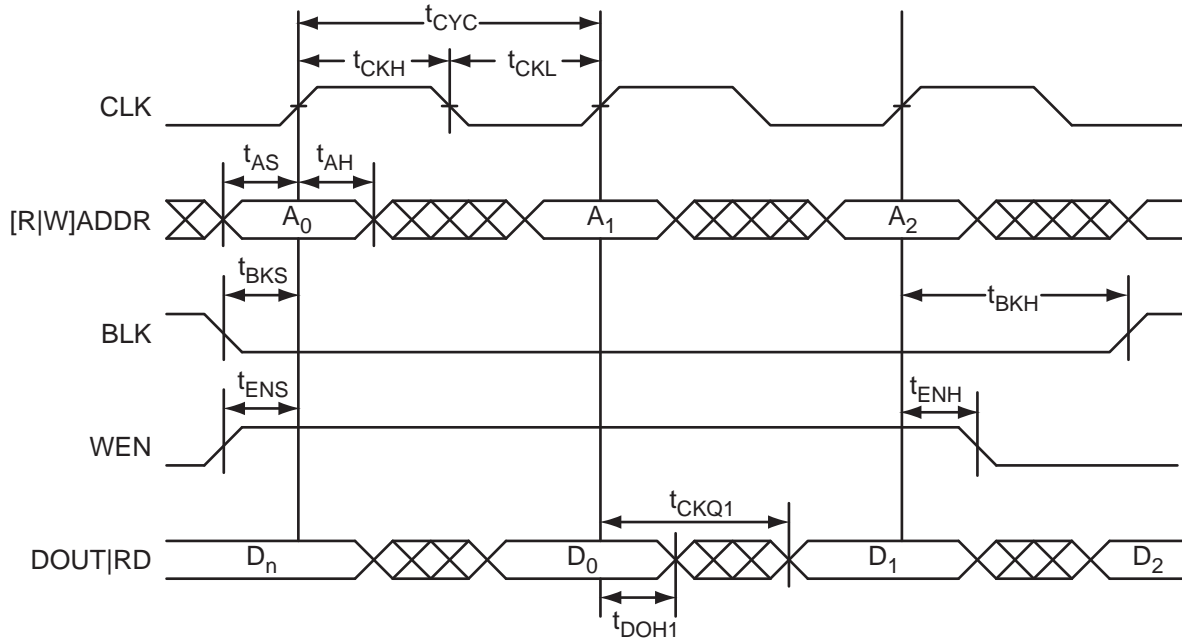 tCYC
tCKH
tCKL
CLK
tAS
tAH
[R|W]ADDR
A0
A1
A2
tBKS
tBKH
BLK
tENS
tENH
WEN
tCKQ1
DOUT|RD
Dn
D0
D1
D2
tDOH1